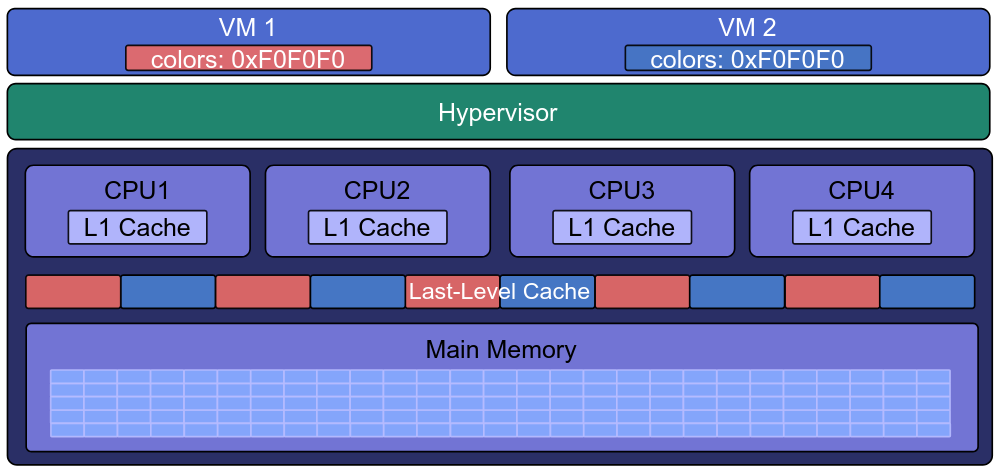 VM 1
colors: 0xF0F0F0
VM 2
colors: 0xF0F0F0
Hypervisor
CPU1
L1 Cache
CPU2
L1 Cache
CPU3
L1 Cache
CPU4
L1 Cache
Last-Level Cache
Main Memory